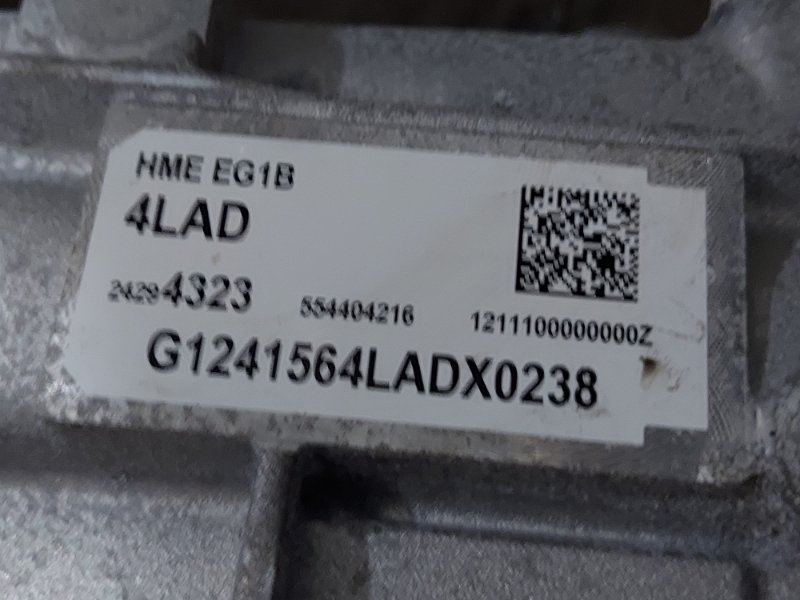 HME EG1B
4LAD
24294323 554404216 1211100000000Z
G1241564LADX0238